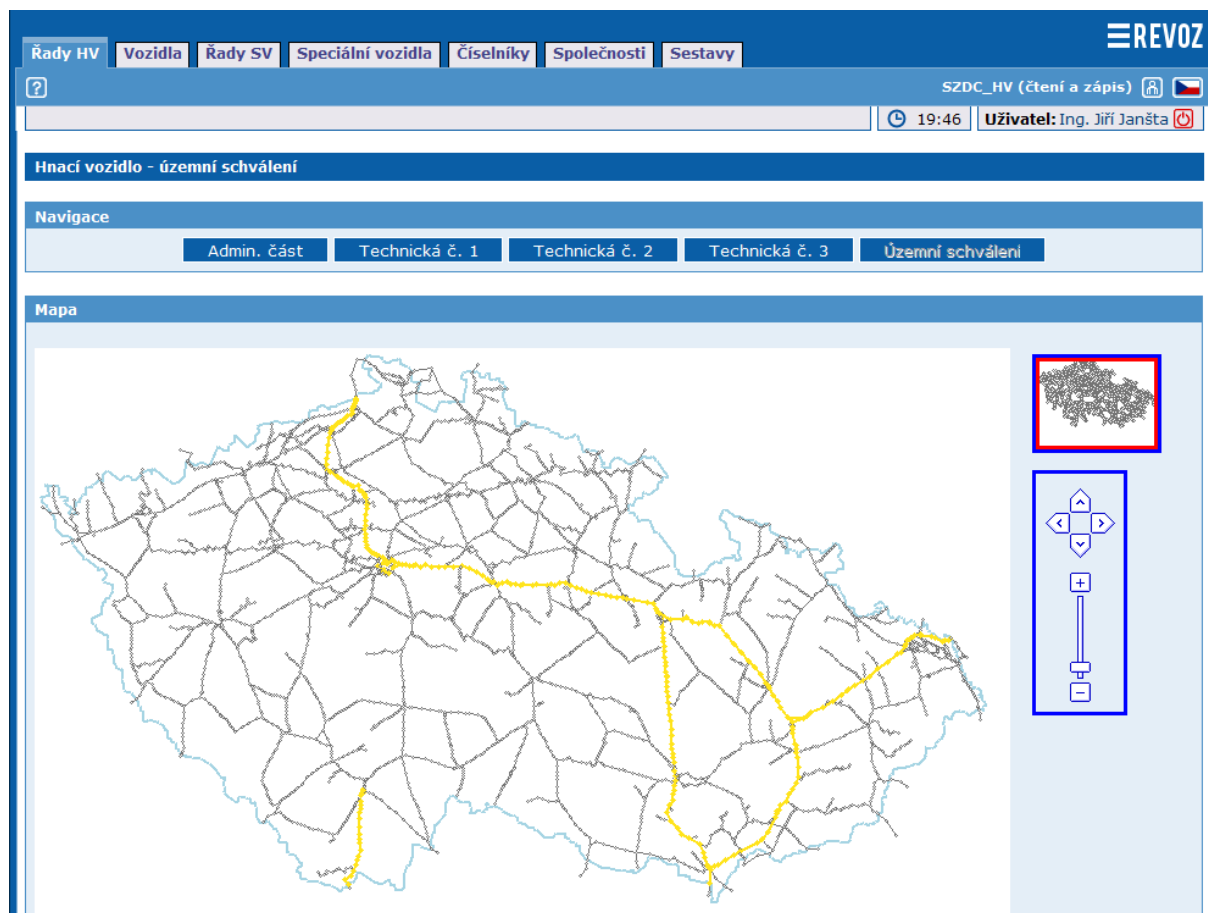 REVOZ
Řady HV Vozidla Řady SV Speciální vozidla Číselníky Společnosti Sestavy
? SZDC_HV (čtení a zápis)
19:46 Uživatel: Ing. Jiří Janšta
Hnací vozidlo - územní schválení
Navigace
Admin. část Technická č. 1 Technická č. 2 Technická č. 3 Územní schválení
Mapa